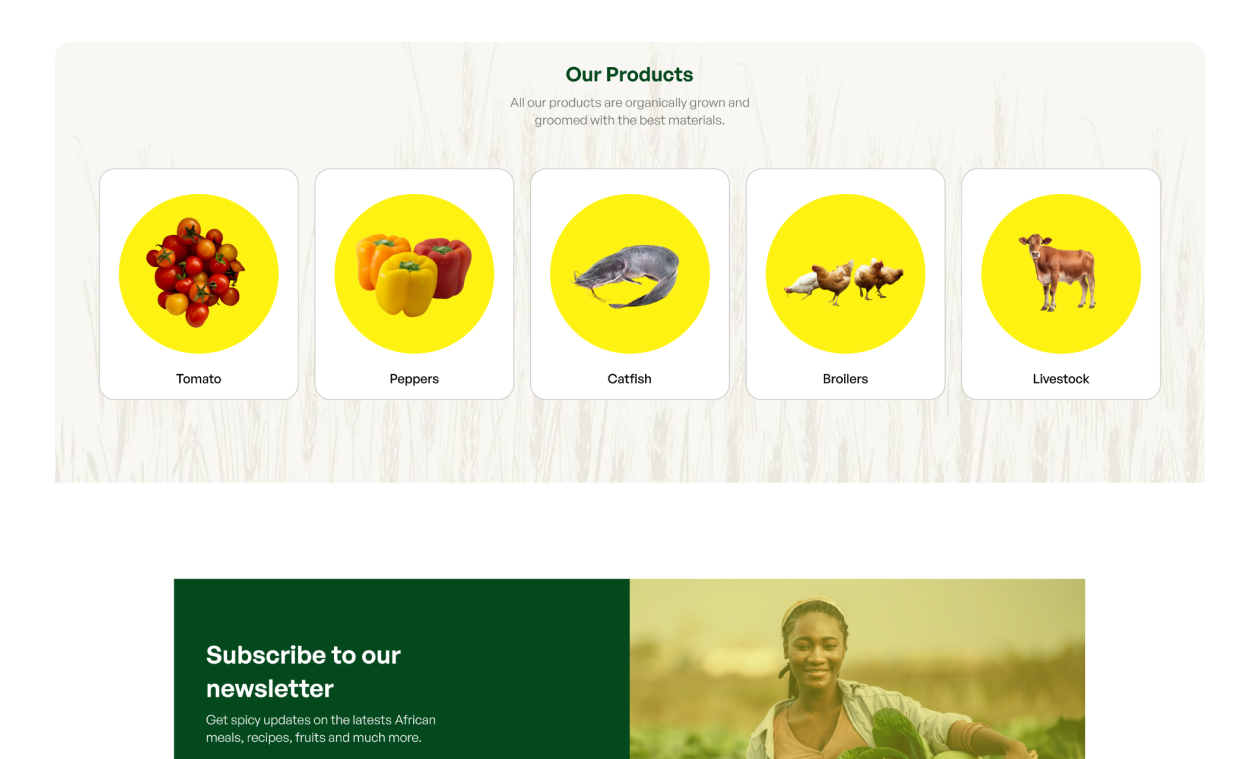 Our Products
All our products are organically grown and
groomed with the best materials.
Tomato
Peppers
Catfish
Broilers
Livestock
Subscribe to our
newsletter
Get spicy updates on the latests African
meals, recipes, fruits and much more.